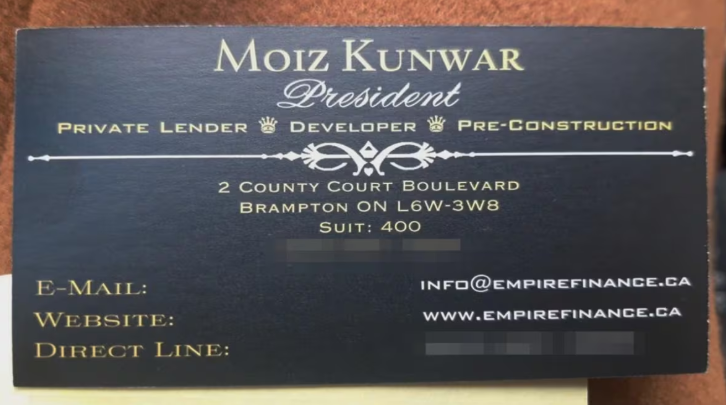 Moiz Kunwar
President
Private Lender Developer Pre-Construction
2 County Court Boulevard
Brampton ON L6W-3W8
Suit: 400
E-Mail: info@empirefinance.ca
Website: www.empirefinance.ca
Direct Line: